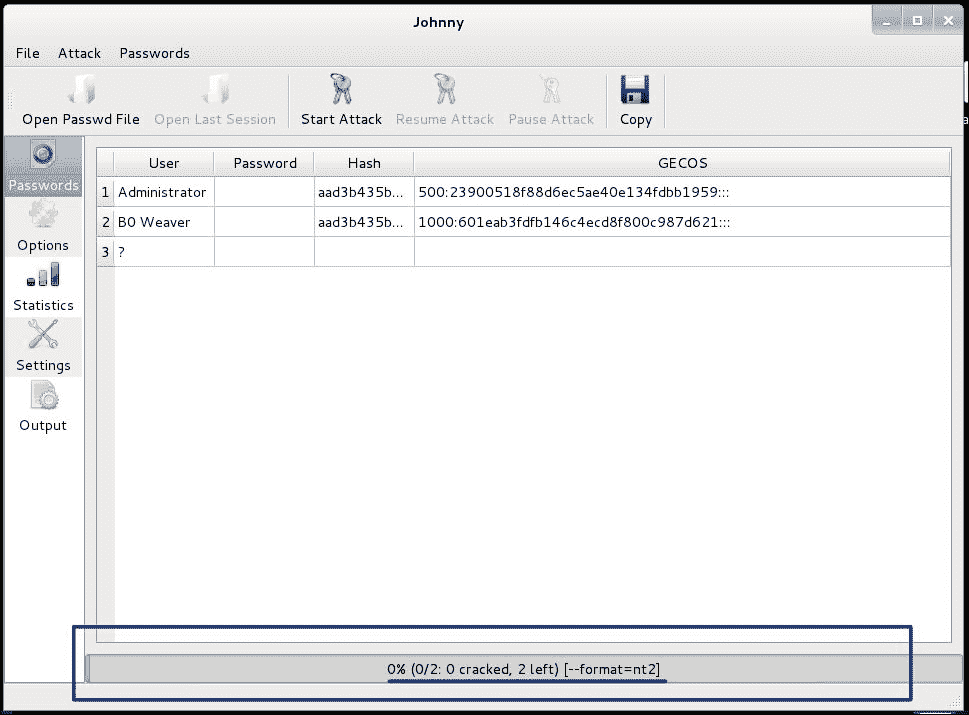 Johnny
File Attack Passwords
Open Passwd File Open Last Session Start Attack Resume Attack Pause Attack Copy
Passwords
Options
Statistics
Settings
Output
User Password Hash GECOS
1 Administrator aad3b435b... 500:23900518f88d6ec5ae40e134fdbb1959:::
2 B0 Weaver aad3b435b... 1000:601eab3fdfb146c4ecd8f800c987d621:::
3 ?
0% (0/2: 0 cracked, 2 left) [--format=nt2]